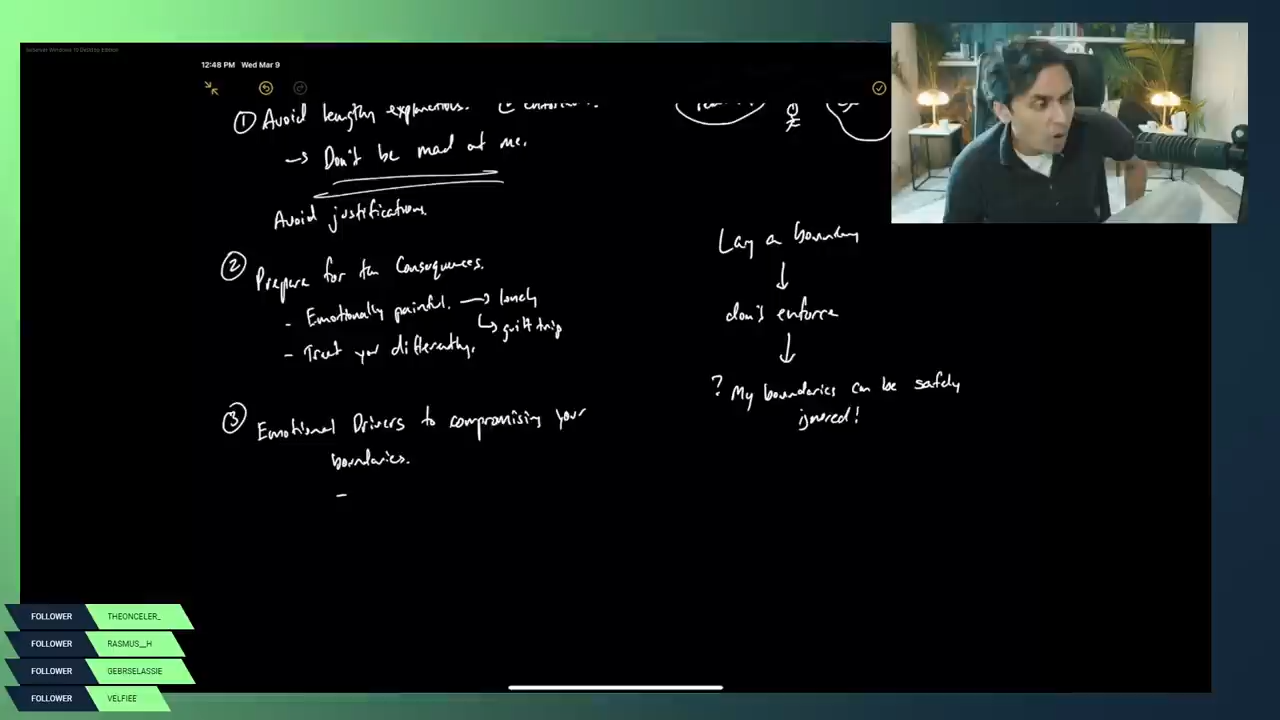 12:48 PM Wed Mar 9
① Avoid lengthy explanations.
→ Don't be mad at me.
Avoid justifications.
② Prepare for the Consequences.
- Emotionally painful. → lonely
↳ guilt trip
- Treat you differently.
③ Emotional Drivers to compromising your
boundaries.
-
Lay a boundary
↓
don't enforce
↓
? My boundaries can be safely
ignored!
FOLLOWER THEONCELER_
FOLLOWER RASMUS__H
FOLLOWER GEBRSELASSIE
FOLLOWER VELFIEE